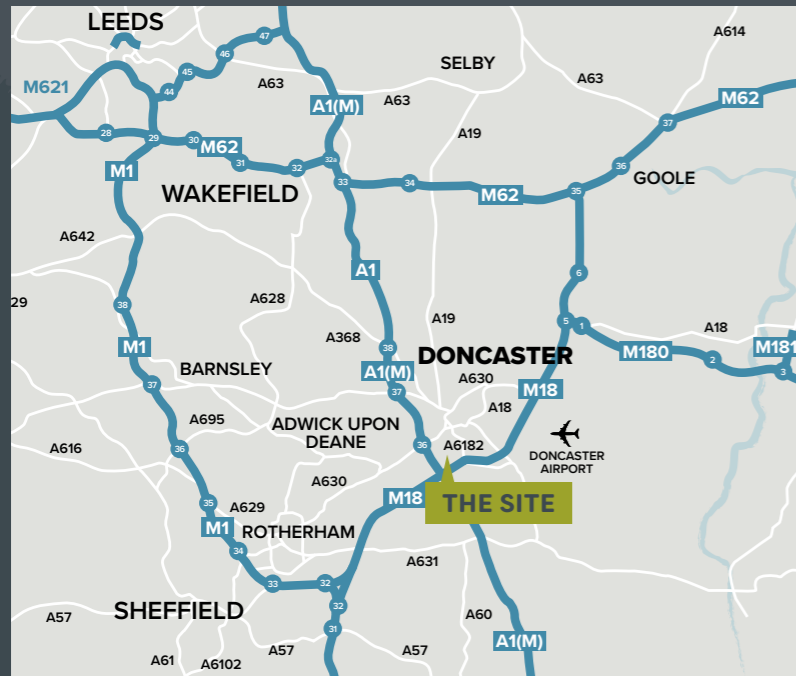 LEEDS
47
A614
46
45
SELBY
M621
44
A63
A63
M62
A1(M)
A63
37
28
29
30
M62
A19
32a
36
31
32
M1
33
34
M62
35
GOOLE
WAKEFIELD
A642
A1
6
29
A628
38
A19
5
1
A368
A18
38
M1
DONCASTER
M180
M181
2
BARNSLEY
A1(M)
A630
3
37
37
M18
A695
A18
ADWICK UPON
DEANE
A616
36
36
A6182
DONCASTER
AIRPORT
A630
M18
THE SITE
35
A629
M1
ROTHERHAM
34
A631
33
32
32
SHEFFIELD
A57
31
A60
A1(M)
A57
A57
A61
A6102